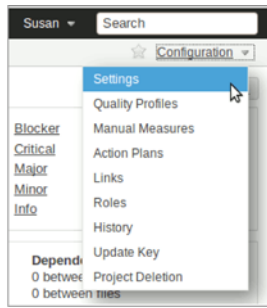 Susan Search
Configuration
Settings
Quality Profiles
Blocker Manual Measures
Critical Action Plans
Major Links
Minor Roles
Info History
Update Key
Depend
0 betwee Project Deletion
0 between files